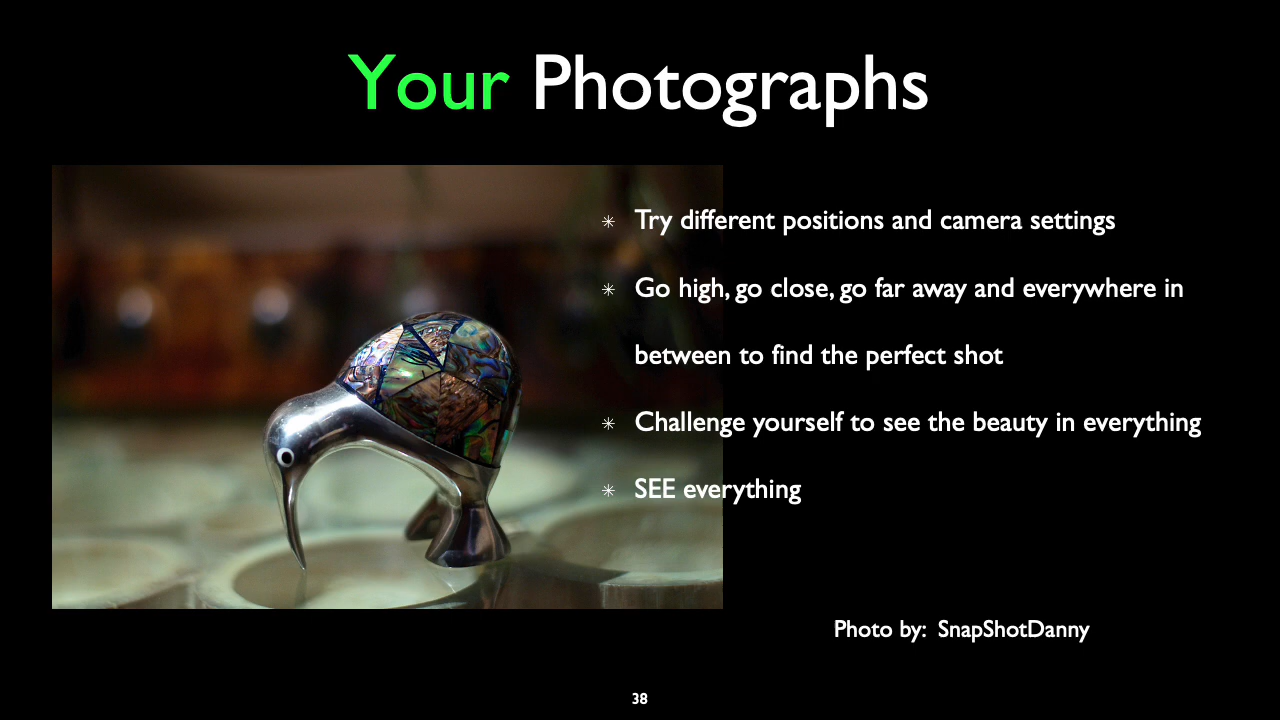 Your Photographs
✳ Try different positions and camera settings
✳ Go high, go close, go far away and everywhere in
between to find the perfect shot
✳ Challenge yourself to see the beauty in everything
✳ SEE everything
Photo by: SnapShotDanny
38